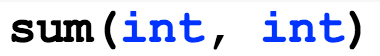 sum(int, int)